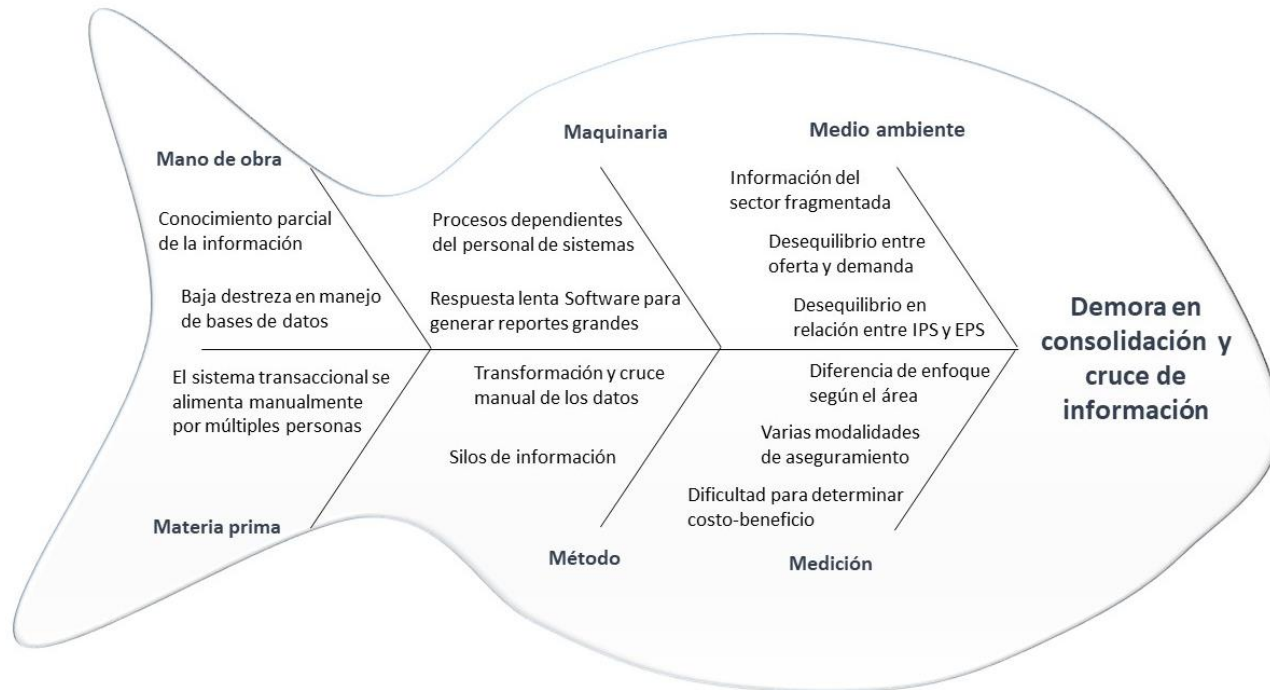 Mano de obra
Conocimiento parcial
de la información
Baja destreza en manejo
de bases de datos
Maquinaria
Procesos dependientes
del personal de sistemas
Respuesta lenta Software para
generar reportes grandes
Medio ambiente
Información del
sector fragmentada
Desequilibrio entre
oferta y demanda
Desequilibrio en
relación entre IPS y EPS
El sistema transaccional se
alimenta manualmente
por múltiples personas
Materia prima
Transformación y cruce
manual de los datos
Silos de información
Método
Diferencia de enfoque
según el área
Varias modalidades
de aseguramiento
Dificultad para determinar
costo-beneficio
Medición
Demora en
consolidación y
cruce de
información